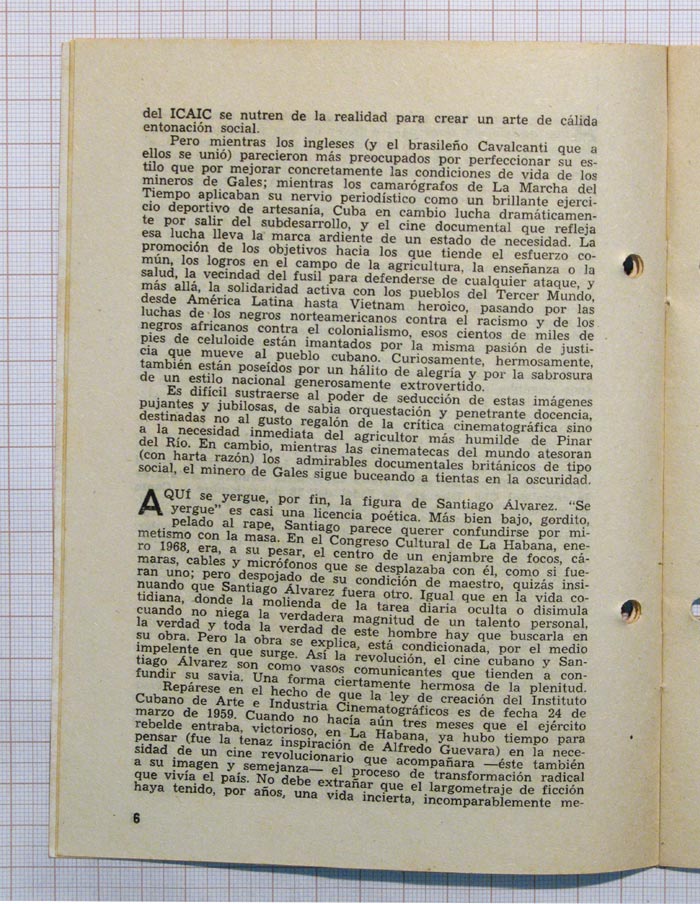 del ICAIC se nutren de la realidad para crear un arte de cálida
entonación social.
Pero mientras los ingleses (y el brasileño Cavalcanti que a
ellos se unió) parecieron más preocupados por perfeccionar su es-
tilo que por mejorar concretamente las condiciones de vida de los
mineros de Gales; mientras los camarógrafos de La Marcha del
Tiempo aplicaban su nervio periodístico como un brillante ejerci-
cio deportivo de artesanía, Cuba en cambio lucha dramáticamen-
te por salir del subdesarrollo, y el cine documental que refleja
esa lucha lleva la marca ardiente de un estado de necesidad. La
promoción de los objetivos hacia los que tiende el esfuerzo co-
mún, los logros en el campo de la agricultura, la enseñanza o la
salud, la vecindad del fusil para defenderse de cualquier ataque, y
más allá, la solidaridad activa con los pueblos del Tercer Mundo,
desde América Latina hasta Vietnam heroico, pasando por las
luchas de los negros norteamericanos contra el racismo y de los
negros africanos contra el colonialismo, esos cientos de miles de
pies de celuloide están imantados por la misma pasión de justi-
cia que mueve al pueblo cubano. Curiosamente, hermosamente,
también están poseídos por un hálito de alegría y por la sabrosura
de un estilo nacional generosamente extrovertido.
Es difícil sustraerse al poder de seducción de estas imágenes
pujantes y jubilosas, de sabia orquestación y penetrante docencia,
destinadas no al gusto regalón de la crítica cinematográfica sino
a la necesidad inmediata del agricultor más humilde de Pinar
del Río. En cambio, mientras las cinematecas del mundo atesoran
(con harta razón) los admirables documentales británicos de tipo
social, el minero de Gales sigue buceando a tientas en la oscuridad.
AQUÍ se yergue, por fin, la figura de Santiago Álvarez. "Se
yergue" es casi una licencia poética. Más bien bajo, gordito,
pelado al rape, Santiago parece querer confundirse por mi-
metismo con la masa. En el Congreso Cultural de La Habana, ene-
ro 1968, era, a su pesar, el centro de un enjambre de focos, cá-
maras, cables y micrófonos que se desplazaba con él, como si fue-
ran uno; pero despojado de su condición de maestro, quizás insi-
nuando que Santiago Álvarez fuera otro. Igual que en la vida co-
tidiana, donde la molienda de la tarea diaria oculta o disimula
cuando no niega la verdadera magnitud de un talento personal,
la verdad y toda la verdad de este hombre hay que buscarla en
su obra. Pero la obra se explica, está condicionada, por el medio
impelente en que surge. Así la revolución, el cine cubano y San-
tiago Álvarez son como vasos comunicantes que tienden a con-
fundir su savia. Una forma ciertamente hermosa de la plenitud.
Repárese en el hecho de que la ley de creación del Instituto
Cubano de Arte e Industria Cinematográficos es de fecha 24 de
marzo de 1959. Cuando no hacía aún tres meses que el ejército
rebelde entraba, victorioso, en La Habana, ya hubo tiempo para
pensar (fue la tenaz inspiración de Alfredo Guevara) en la nece-
sidad de un cine revolucionario que acompañara —éste también
a su imagen y semejanza— el proceso de transformación radical
que vivía el país. No debe extrañar que el largometraje de ficción
haya tenido, por años, una vida incierta, incomparablemente me-
6